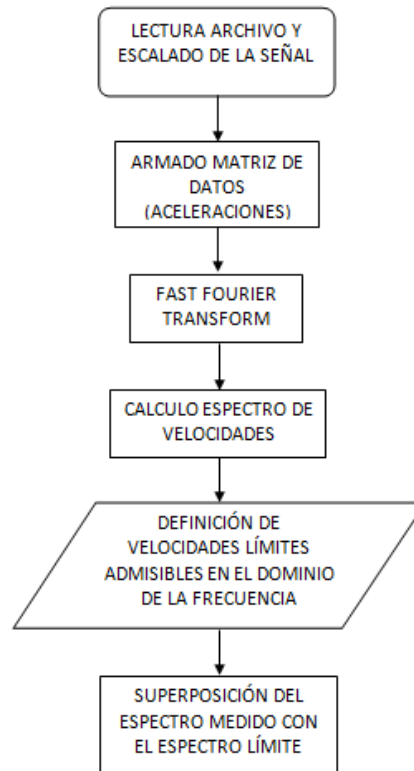 LECTURA ARCHIVO Y
ESCALADO DE LA SEÑAL
ARMADO MATRIZ DE
DATOS
(ACELERACIONES)
FAST FOURIER
TRANSFORM
CALCULO ESPECTRO DE
VELOCIDADES
DEFINICIÓN DE
VELOCIDADES LÍMITES
ADMISIBLES EN EL DOMINIO
DE LA FRECUENCIA
SUPERPOSICIÓN DEL
ESPECTRO MEDIDO CON
EL ESPECTRO LÍMITE